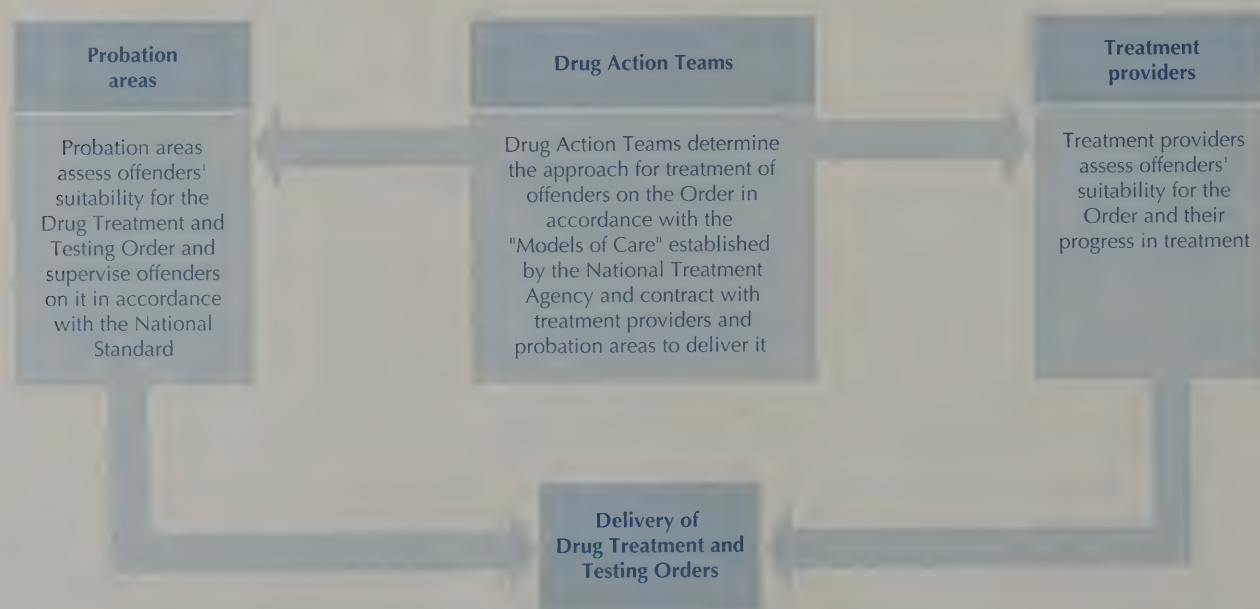 Probation
areas
Probation areas
assess offenders'
suitability for the
Drug Treatment and
Testing Order and
supervise offenders
on it in accordance
with the National
Standard
Drug Action Teams
Drug Action Teams determine
the approach for treatment of
offenders on the Order in
accordance with the
"Models of Care" established
by the National Treatment
Agency and contract with
treatment providers and
probation areas to deliver it
Treatment
providers
Treatment providers
assess offenders'
suitability for the
Order and their
progress in treatment
Delivery of
Drug Treatment and
Testing Orders